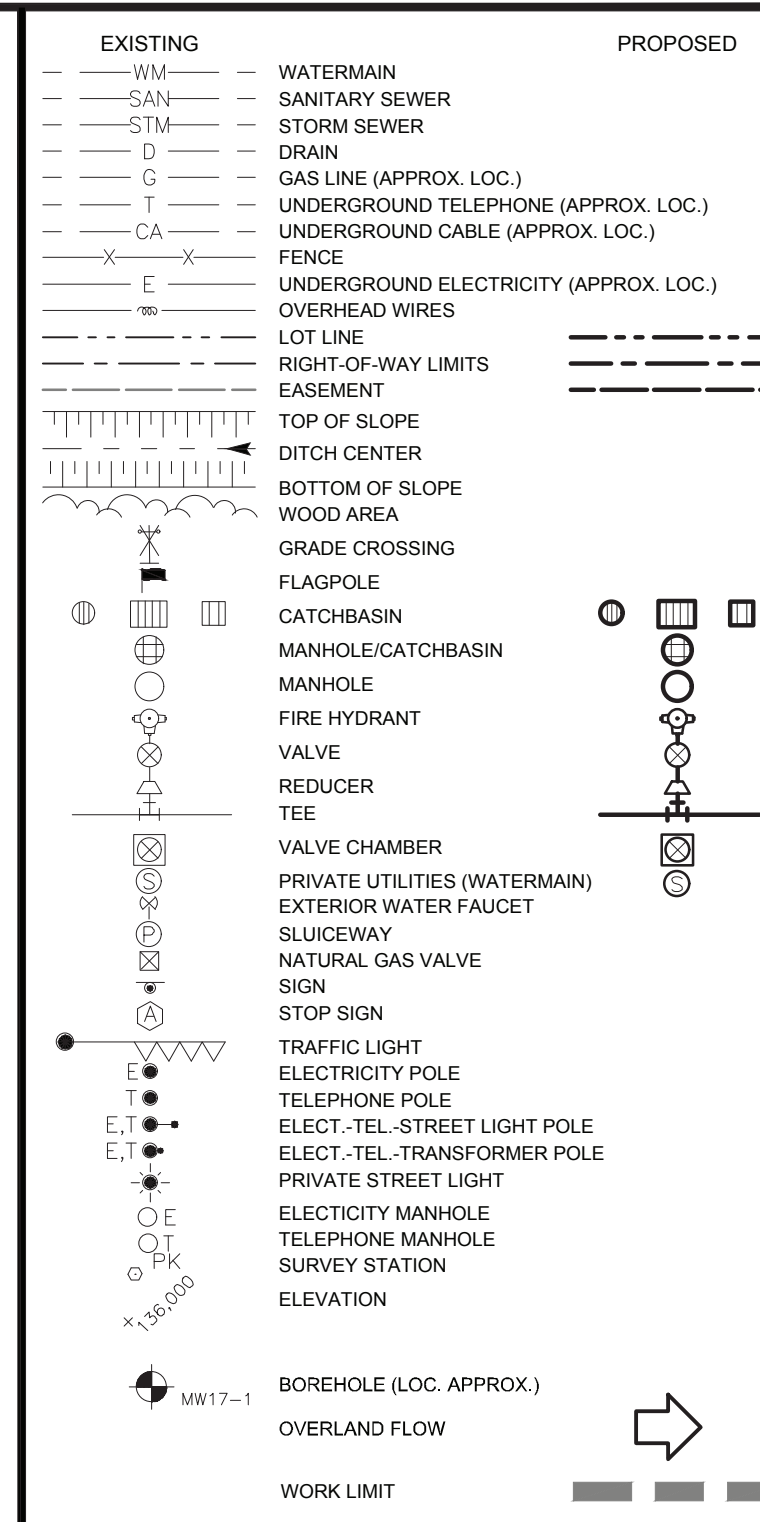 EXISTING PROPOSED
WM WATERMAIN
SAN SANITARY SEWER
STM STORM SEWER
D DRAIN
G GAS LINE (APPROX. LOC.)
T UNDERGROUND TELEPHONE (APPROX. LOC.)
CA UNDERGROUND CABLE (APPROX. LOC.)
X X FENCE
E UNDERGROUND ELECTRICITY (APPROX. LOC.)
OVERHEAD WIRES
LOT LINE
RIGHT-OF-WAY LIMITS
EASEMENT
TOP OF SLOPE
DITCH CENTER
BOTTOM OF SLOPE
WOOD AREA
GRADE CROSSING
FLAGPOLE
CATCHBASIN
MANHOLE/CATCHBASIN
MANHOLE
FIRE HYDRANT
VALVE
REDUCER
TEE
VALVE CHAMBER
S PRIVATE UTILITIES (WATERMAIN) S
EXTERIOR WATER FAUCET
P SLUICEWAY
NATURAL GAS VALVE
SIGN
A STOP SIGN
TRAFFIC LIGHT
E ELECTRICITY POLE
T TELEPHONE POLE
E,T ELECT.-TEL.-STREET LIGHT POLE
E,T ELECT.-TEL.-TRANSFORMER POLE
PRIVATE STREET LIGHT
E ELECTICITY MANHOLE
T TELEPHONE MANHOLE
PK SURVEY STATION
136,000 ELEVATION
MW17-1 BOREHOLE (LOC. APPROX.)
OVERLAND FLOW
WORK LIMIT